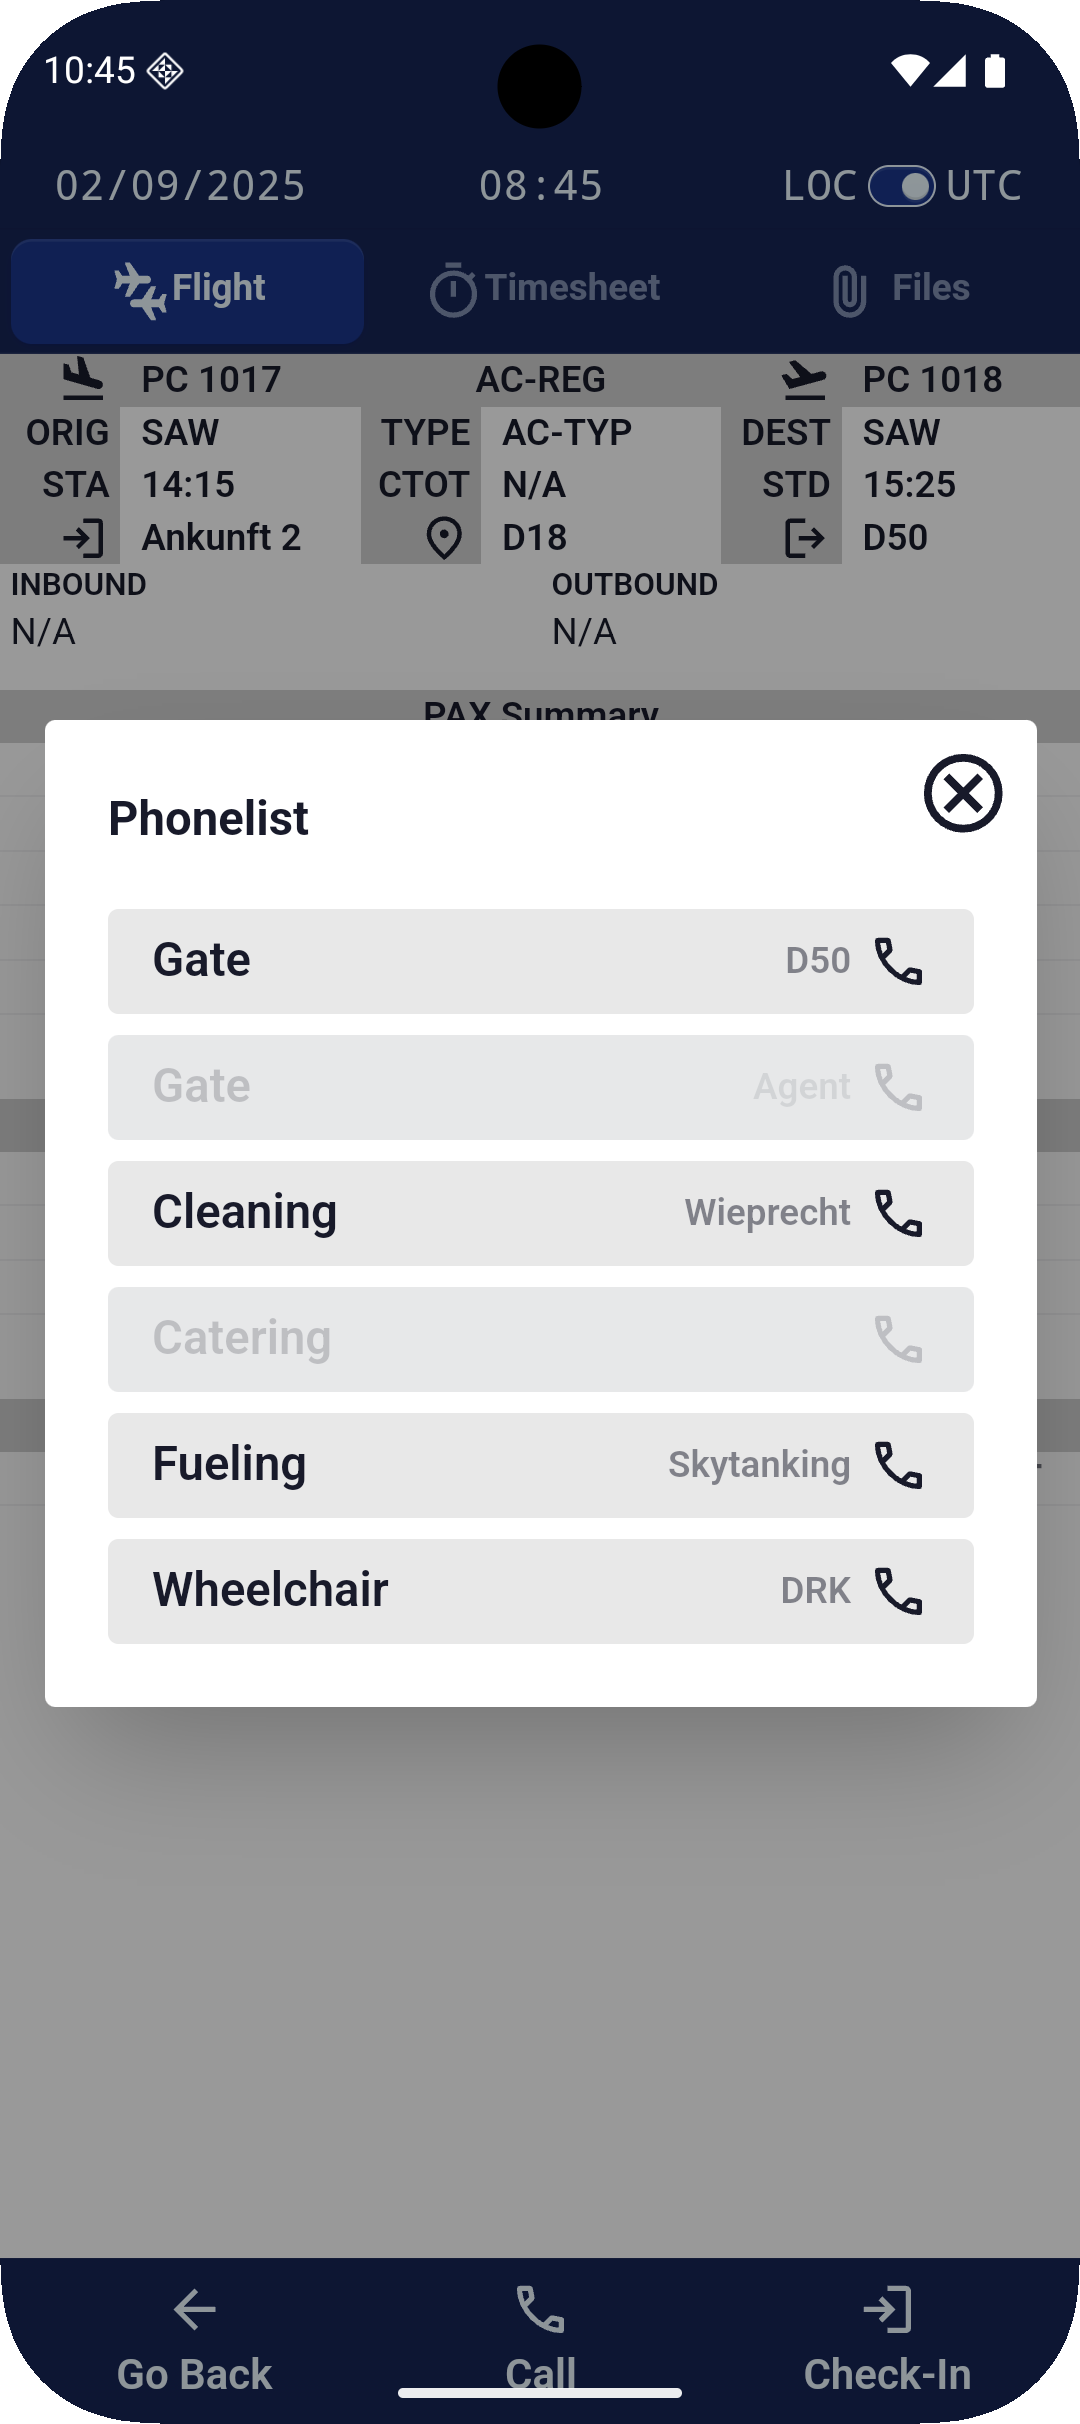 10:45
02/09/2025 08:45 LOC UTC
Flight Timesheet Files
PC 1017 AC-REG PC 1018
ORIG SAW TYPE AC-TYP DEST SAW
STA 14:15 CTOT N/A STD 15:25
Ankunft 2 D18 D50
INBOUND OUTBOUND
N/A N/A
PAX Summary
Phonelist
Gate D50
Gate Agent
Cleaning Wieprecht
Catering
Fueling Skytanking
Wheelchair DRK
Go Back Call Check-In